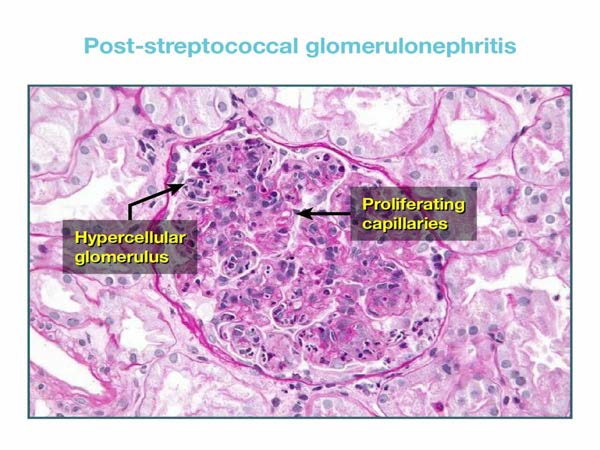 Post-streptococcal glomerulonephritis
Hypercellular
glomerulus
Proliferating
capillaries